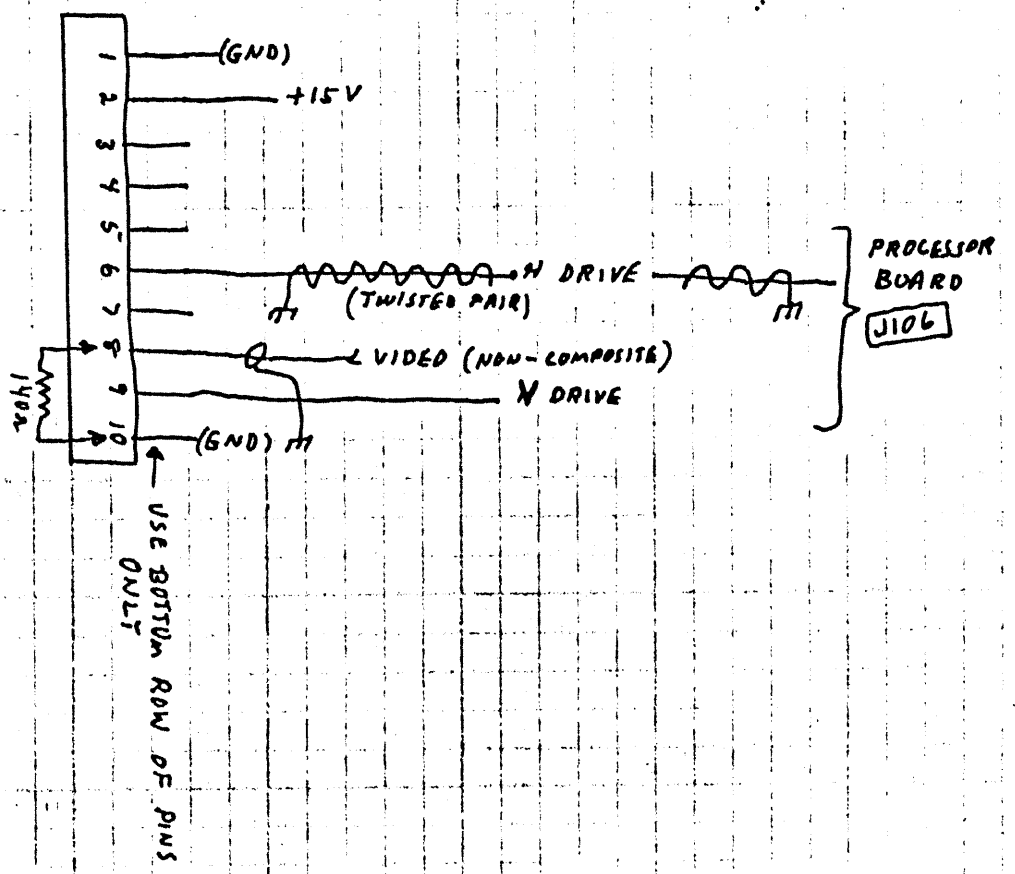 1 (GND)
2 +15 V
3
4
5
6 H DRIVE
(TWISTED PAIR)
7
8 VIDEO (NON-COMPOSITE)
9 V DRIVE
10 (GND)
140Ω
PROCESSOR
BOARD
J106
USE BOTTOM ROW OF PINS
ONLY